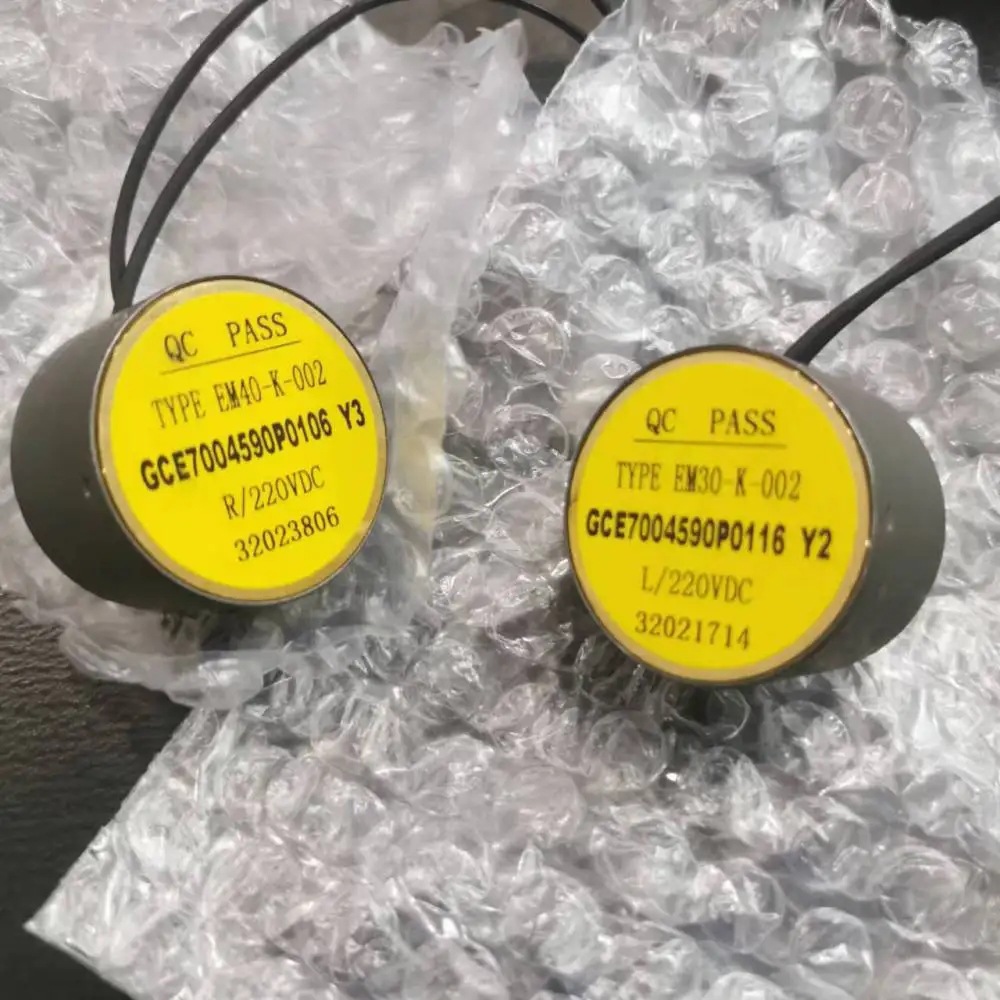 QC PASS
TYPE EM40-K-002
GCE7004590P0106 Y3
R/220VDC
32023806
QC PASS
TYPE EM30-K-002
GCE7004590P0116 Y2
L/220VDC
32021714